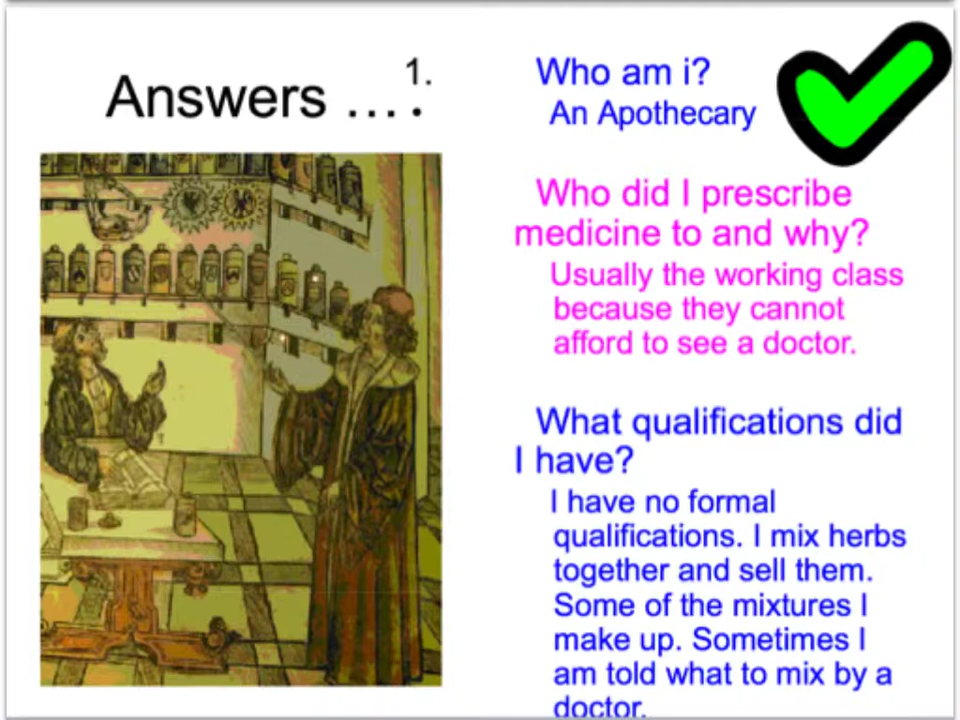 Answers ....
1.
Who am i?
An Apothecary
Who did I prescribe
medicine to and why?
Usually the working class
because they cannot
afford to see a doctor.
What qualifications did
I have?
I have no formal
qualifications. I mix herbs
together and sell them.
Some of the mixtures I
make up. Sometimes I
am told what to mix by a
doctor.